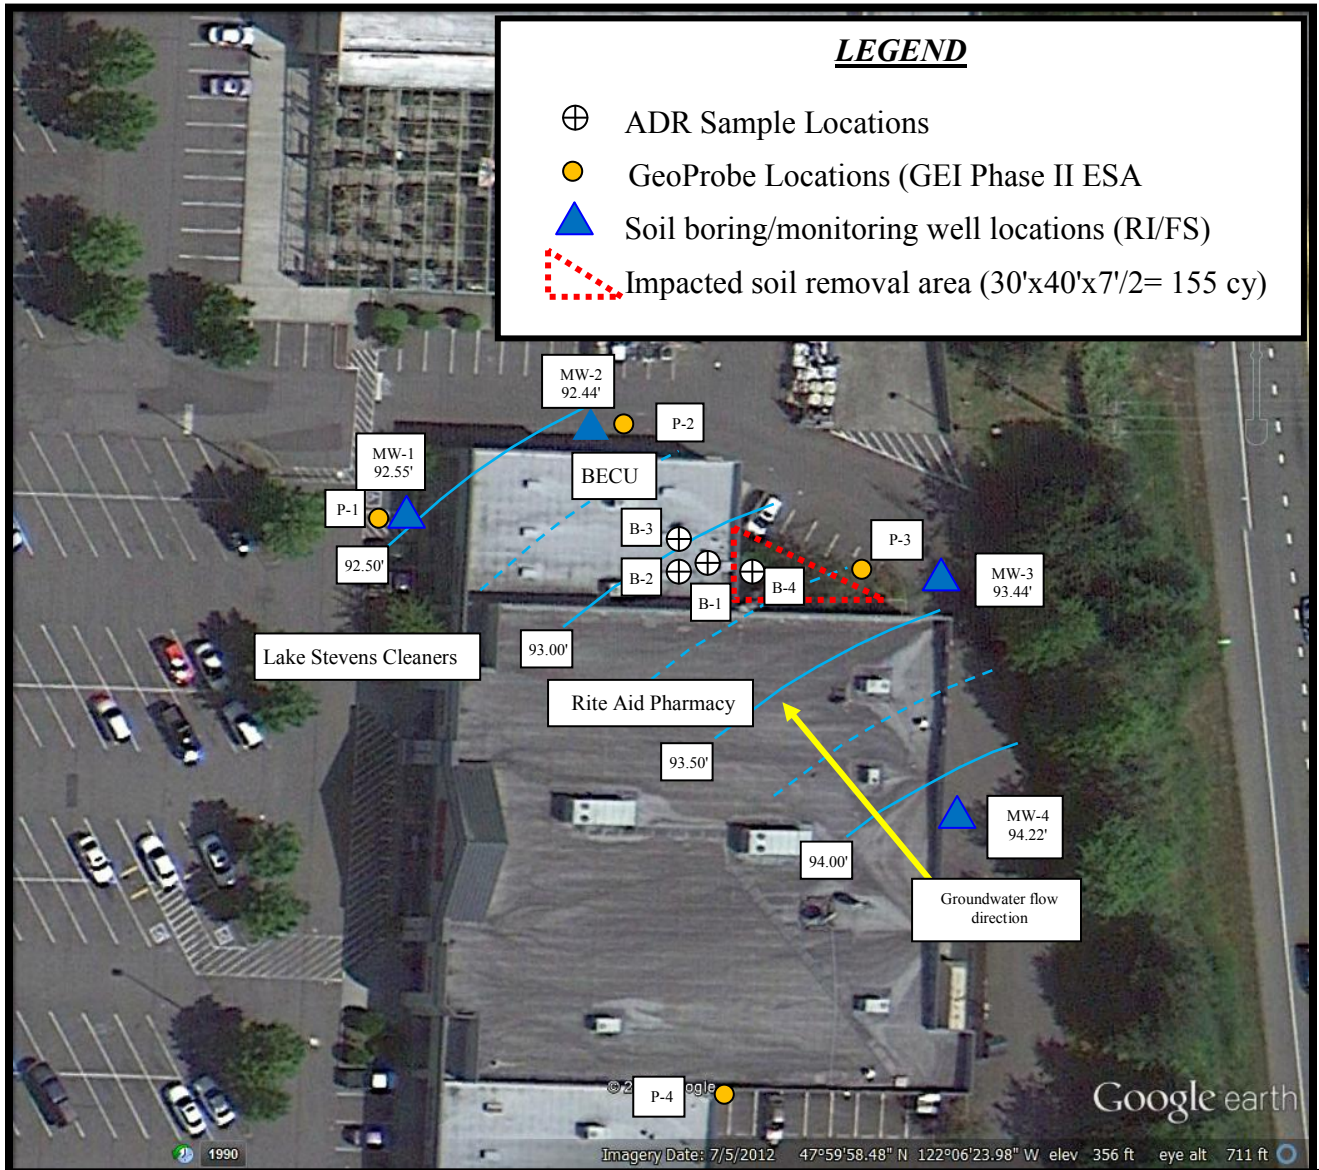 LEGEND
ADR Sample Locations
GeoProbe Locations (GEI Phase II ESA
Soil boring/monitoring well locations (RI/FS)
Impacted soil removal area (30'x40'x7'/2= 155 cy)
MW-2
92.44'
P-2
MW-1
92.55'
BECU
P-1
B-3
P-3
92.50'
B-2
B-4
MW-3
93.44'
B-1
93.00'
Lake Stevens Cleaners
Rite Aid Pharmacy
93.50'
MW-4
94.22'
94.00'
Groundwater flow
direction
P-4
Google earth
1990
Imagery Date: 7/5/2012 47°59'58.48" N 122°06'23.98" W elev 356 ft eye alt 711 ft